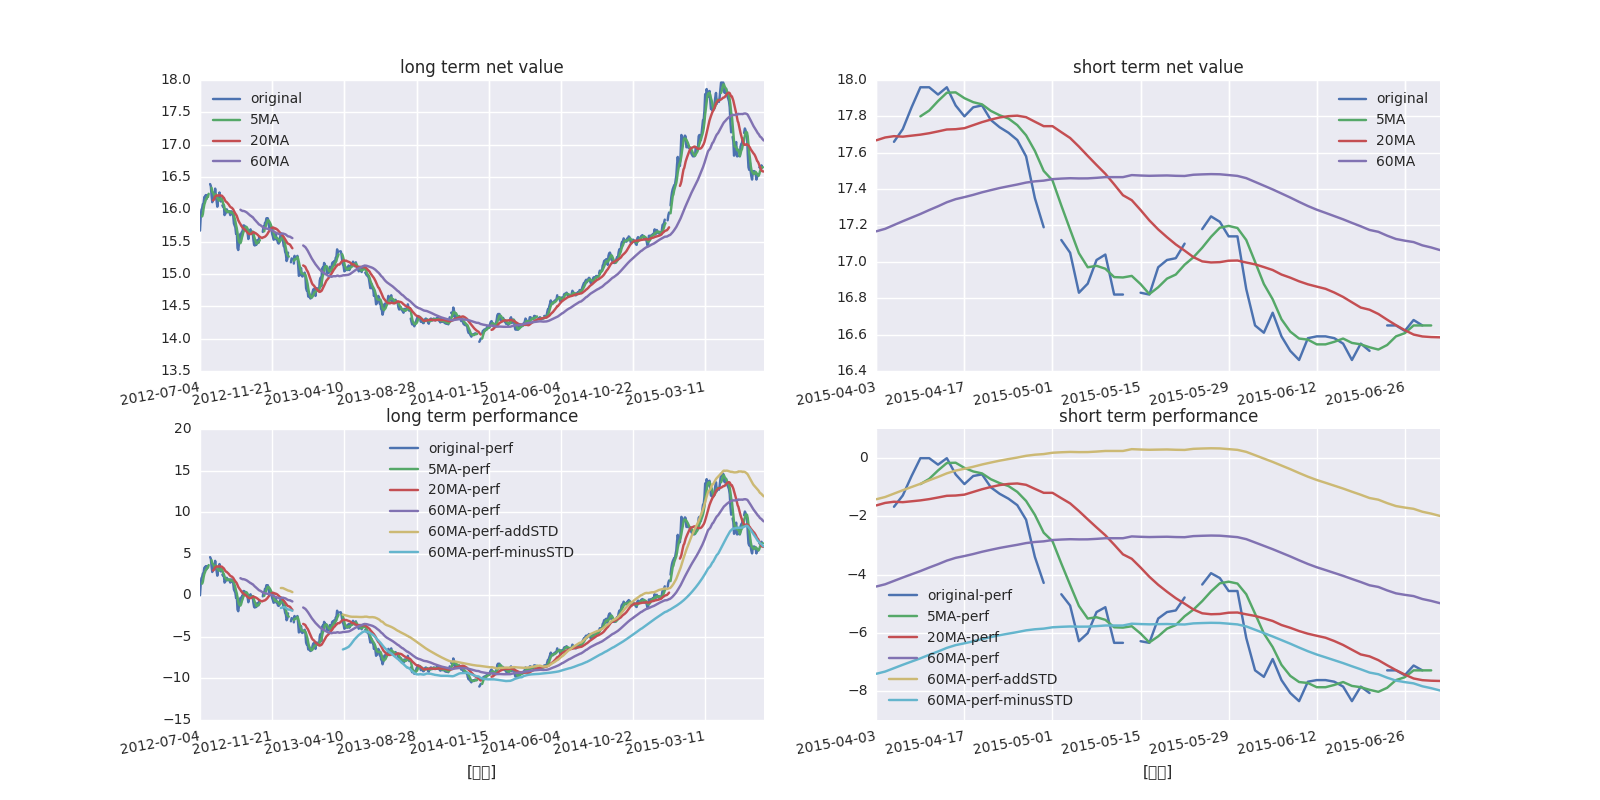 long term net value
18.0
17.5
17.0
16.5
16.0
15.5
15.0
14.5
14.0
13.5
original
5MA
20MA
60MA
2012-07-04
2012-11-21
2013-04-10
2013-08-28
2014-01-15
2014-06-04
2014-10-22
2015-03-11
short term net value
18.0
17.8
17.6
17.4
17.2
17.0
16.8
16.6
16.4
original
5MA
20MA
60MA
2015-04-03
2015-04-17
2015-05-01
2015-05-15
2015-05-29
2015-06-12
2015-06-26
long term performance
20
15
10
5
0
−5
−10
−15
original-perf
5MA-perf
20MA-perf
60MA-perf
60MA-perf-addSTD
60MA-perf-minusSTD
2012-07-04
2012-11-21
2013-04-10
2013-08-28
2014-01-15
2014-06-04
2014-10-22
2015-03-11
[▯▯]
short term performance
0
−2
−4
−6
−8
original-perf
5MA-perf
20MA-perf
60MA-perf
60MA-perf-addSTD
60MA-perf-minusSTD
2015-04-03
2015-04-17
2015-05-01
2015-05-15
2015-05-29
2015-06-12
2015-06-26
[▯▯]